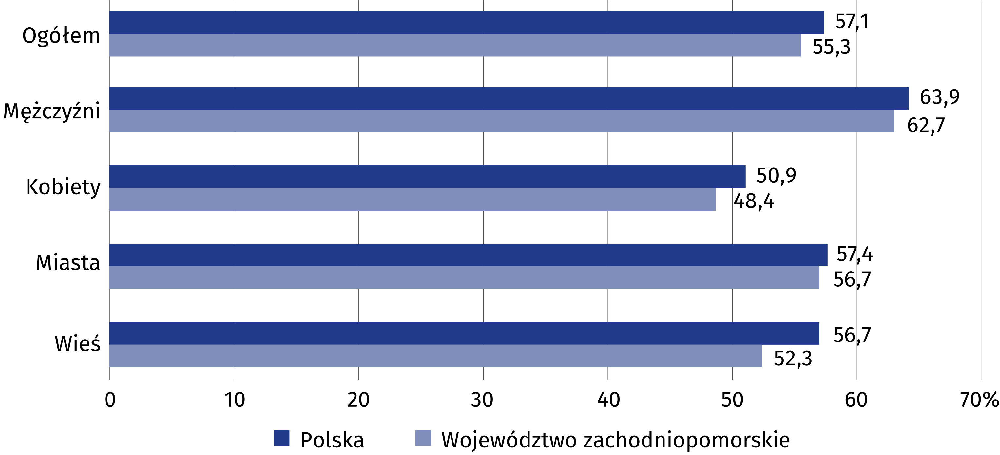 Ogółem
57,1
55,3
Mężczyźni
63,9
62,7
Kobiety
50,9
48,4
Miasta
57,4
56,7
Wieś
56,7
52,3
0 10 20 30 40 50 60 70%
Polska Województwo zachodniopomorskie